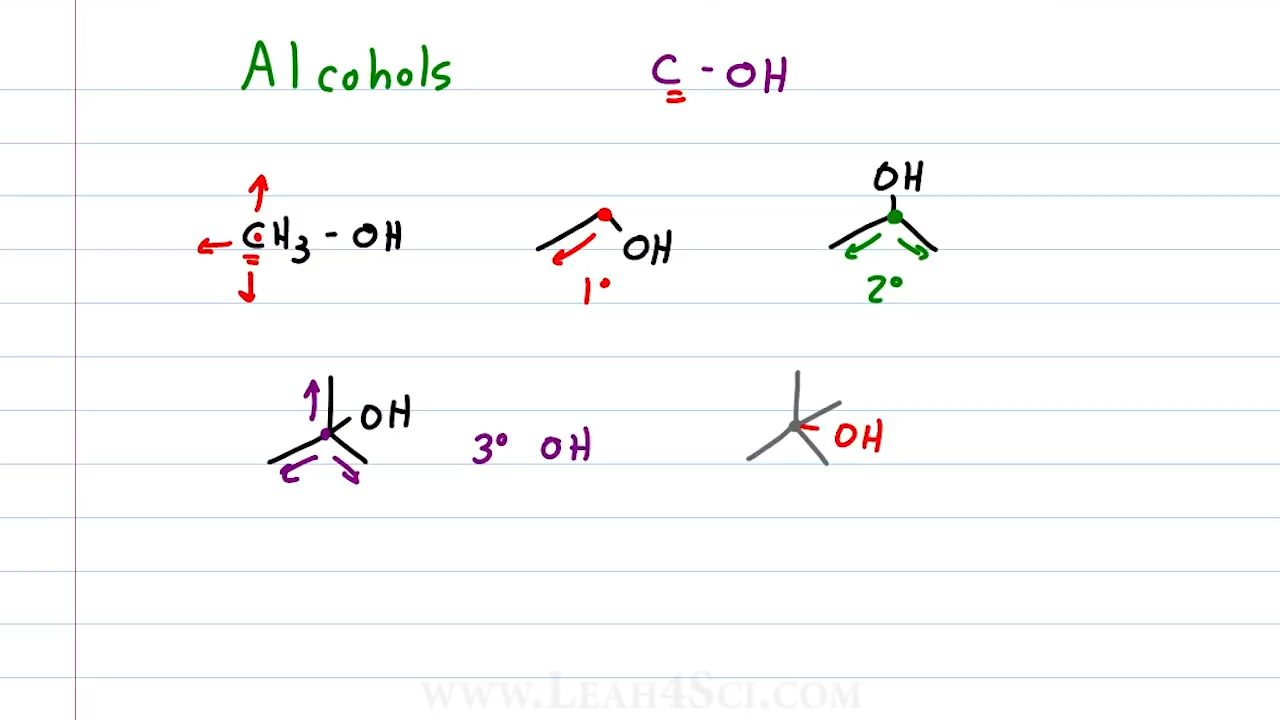 Alcohols C - OH
CH3 - OH OH OH
1° 2°
OH 3° OH OH
www.Leah4Sci.com